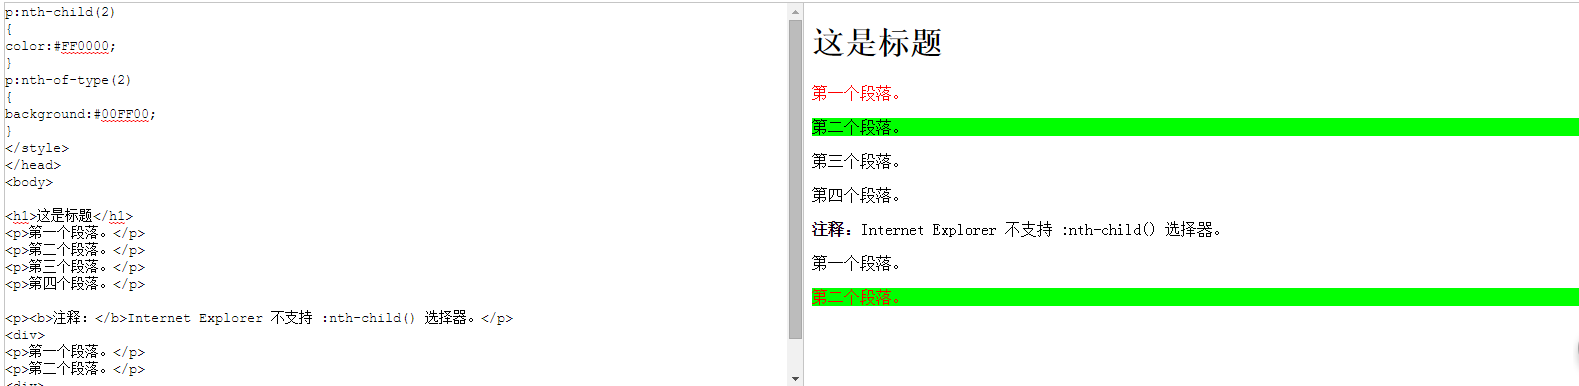 p:nth-child(2)
{
color:#FF0000;
}
p:nth-of-type(2)
{
background:#00FF00;
}
</style>
</head>
<body>
<h1>这是标题</h1>
<p>第一个段落。</p>
<p>第二个段落。</p>
<p>第三个段落。</p>
<p>第四个段落。</p>
<p><b>注释：</b>Internet Explorer 不支持 :nth-child() 选择器。</p>
<div>
<p>第一个段落。</p>
<p>第二个段落。</p>
<div>
这是标题
第一个段落。
第二个段落。
第三个段落。
第四个段落。
注释：Internet Explorer 不支持 :nth-child() 选择器。
第一个段落。
第二个段落。